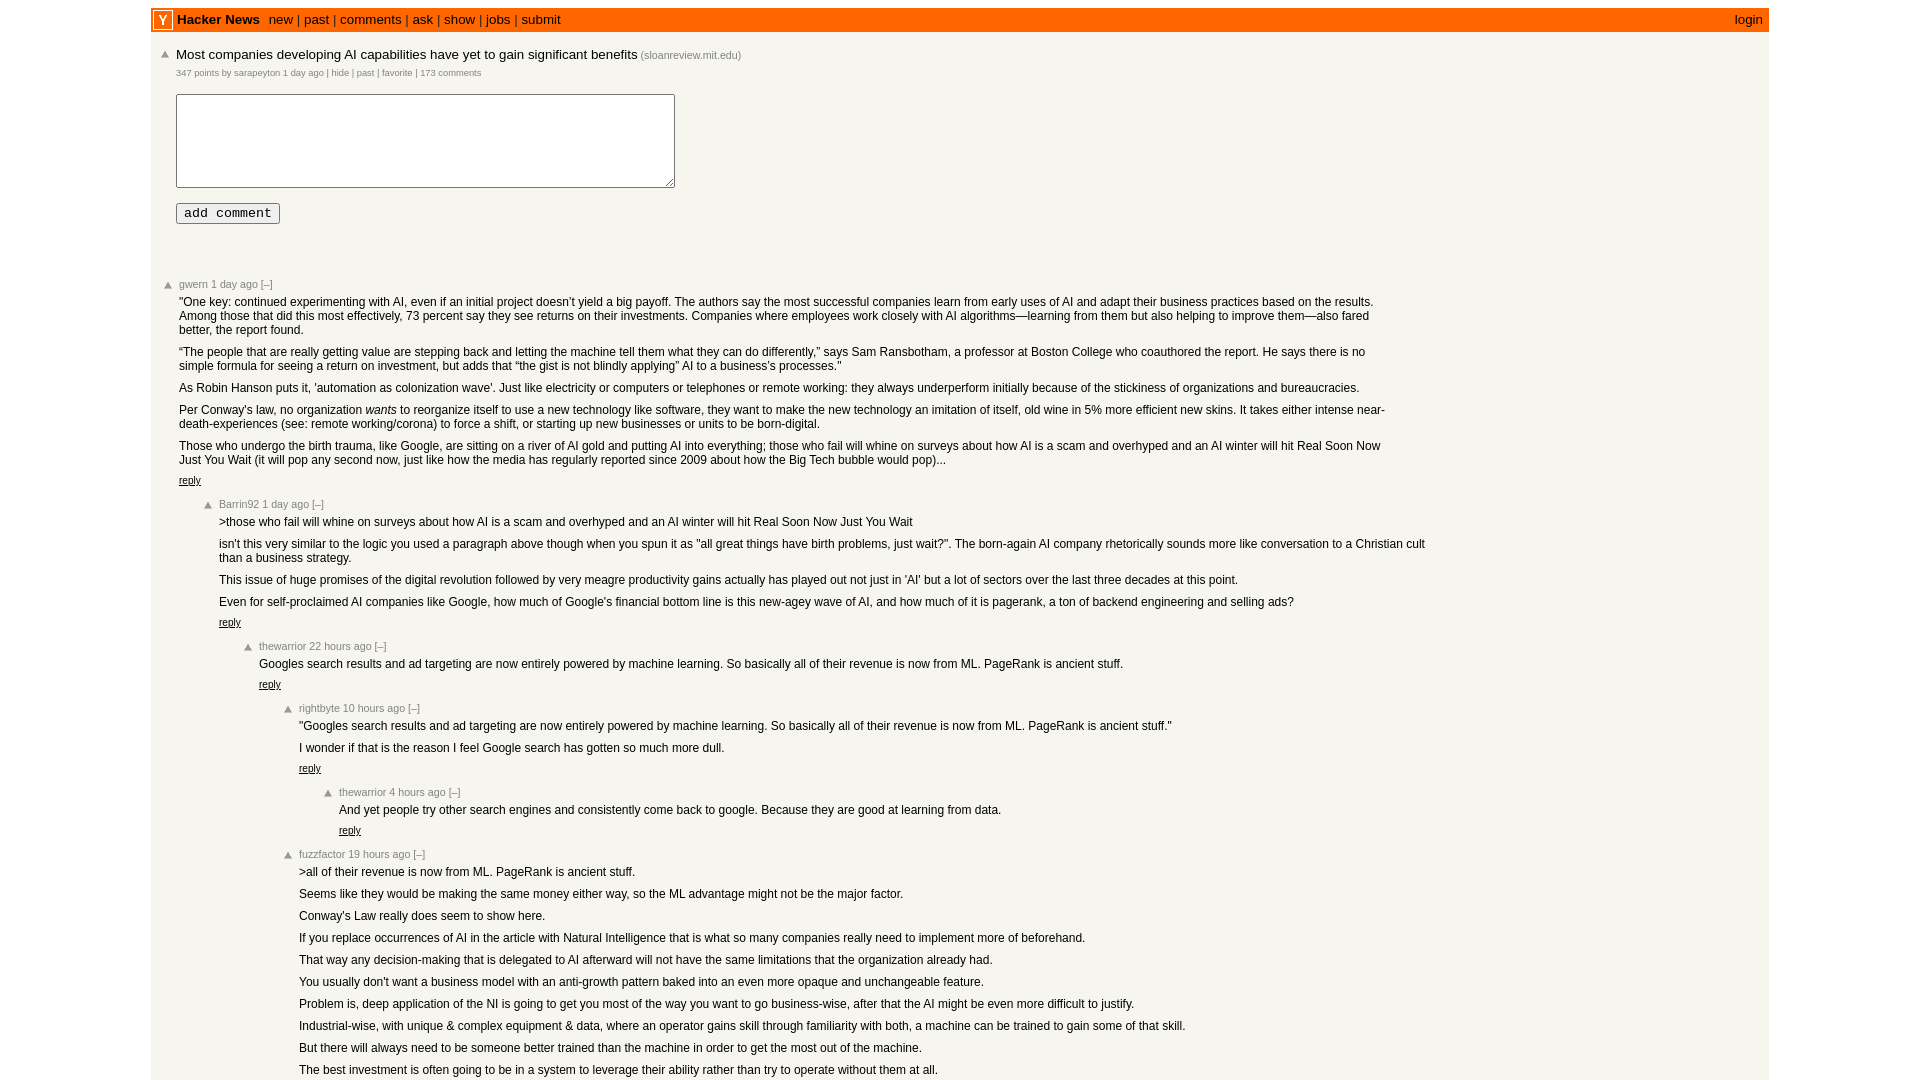 Y Hacker News new | past | comments | ask | show | jobs | submit login
Most companies developing AI capabilities have yet to gain significant benefits (sloanreview.mit.edu)
347 points by sarapeyton 1 day ago | hide | past | favorite | 173 comments
add comment
gwern 1 day ago [–]
"One key: continued experimenting with AI, even if an initial project doesn’t yield a big payoff. The authors say the most successful companies learn from early uses of AI and adapt their business practices based on the results.
Among those that did this most effectively, 73 percent say they see returns on their investments. Companies where employees work closely with AI algorithms—learning from them but also helping to improve them—also fared
better, the report found.
“The people that are really getting value are stepping back and letting the machine tell them what they can do differently,” says Sam Ransbotham, a professor at Boston College who coauthored the report. He says there is no
simple formula for seeing a return on investment, but adds that “the gist is not blindly applying” AI to a business’s processes."
As Robin Hanson puts it, 'automation as colonization wave'. Just like electricity or computers or telephones or remote working: they always underperform initially because of the stickiness of organizations and bureaucracies.
Per Conway's law, no organization wants to reorganize itself to use a new technology like software, they want to make the new technology an imitation of itself, old wine in 5% more efficient new skins. It takes either intense near-
death-experiences (see: remote working/corona) to force a shift, or starting up new businesses or units to be born-digital.
Those who undergo the birth trauma, like Google, are sitting on a river of AI gold and putting AI into everything; those who fail will whine on surveys about how AI is a scam and overhyped and an AI winter will hit Real Soon Now
Just You Wait (it will pop any second now, just like how the media has regularly reported since 2009 about how the Big Tech bubble would pop)...
reply
Barrin92 1 day ago [–]
>those who fail will whine on surveys about how AI is a scam and overhyped and an AI winter will hit Real Soon Now Just You Wait
isn't this very similar to the logic you used a paragraph above though when you spun it as "all great things have birth problems, just wait?". The born-again AI company rhetorically sounds more like conversation to a Christian cult
than a business strategy.
This issue of huge promises of the digital revolution followed by very meagre productivity gains actually has played out not just in 'AI' but a lot of sectors over the last three decades at this point.
Even for self-proclaimed AI companies like Google, how much of Google's financial bottom line is this new-agey wave of AI, and how much of it is pagerank, a ton of backend engineering and selling ads?
reply
thewarrior 22 hours ago [–]
Googles search results and ad targeting are now entirely powered by machine learning. So basically all of their revenue is now from ML. PageRank is ancient stuff.
reply
rightbyte 10 hours ago [–]
"Googles search results and ad targeting are now entirely powered by machine learning. So basically all of their revenue is now from ML. PageRank is ancient stuff."
I wonder if that is the reason I feel Google search has gotten so much more dull.
reply
thewarrior 4 hours ago [–]
And yet people try other search engines and consistently come back to google. Because they are good at learning from data.
reply
fuzzfactor 19 hours ago [–]
>all of their revenue is now from ML. PageRank is ancient stuff.
Seems like they would be making the same money either way, so the ML advantage might not be the major factor.
Conway's Law really does seem to show here.
If you replace occurrences of AI in the article with Natural Intelligence that is what so many companies really need to implement more of beforehand.
That way any decision-making that is delegated to AI afterward will not have the same limitations that the organization already had.
You usually don't want a business model with an anti-growth pattern baked into an even more opaque and unchangeable feature.
Problem is, deep application of the NI is going to get you most of the way you want to go business-wise, after that the AI might be even more difficult to justify.
Industrial-wise, with unique & complex equipment & data, where an operator gains skill through familiarity with both, a machine can be trained to gain some of that skill.
But there will always need to be someone better trained than the machine in order to get the most out of the machine.
The best investment is often going to be in a system to leverage their ability rather than try to operate without them at all.